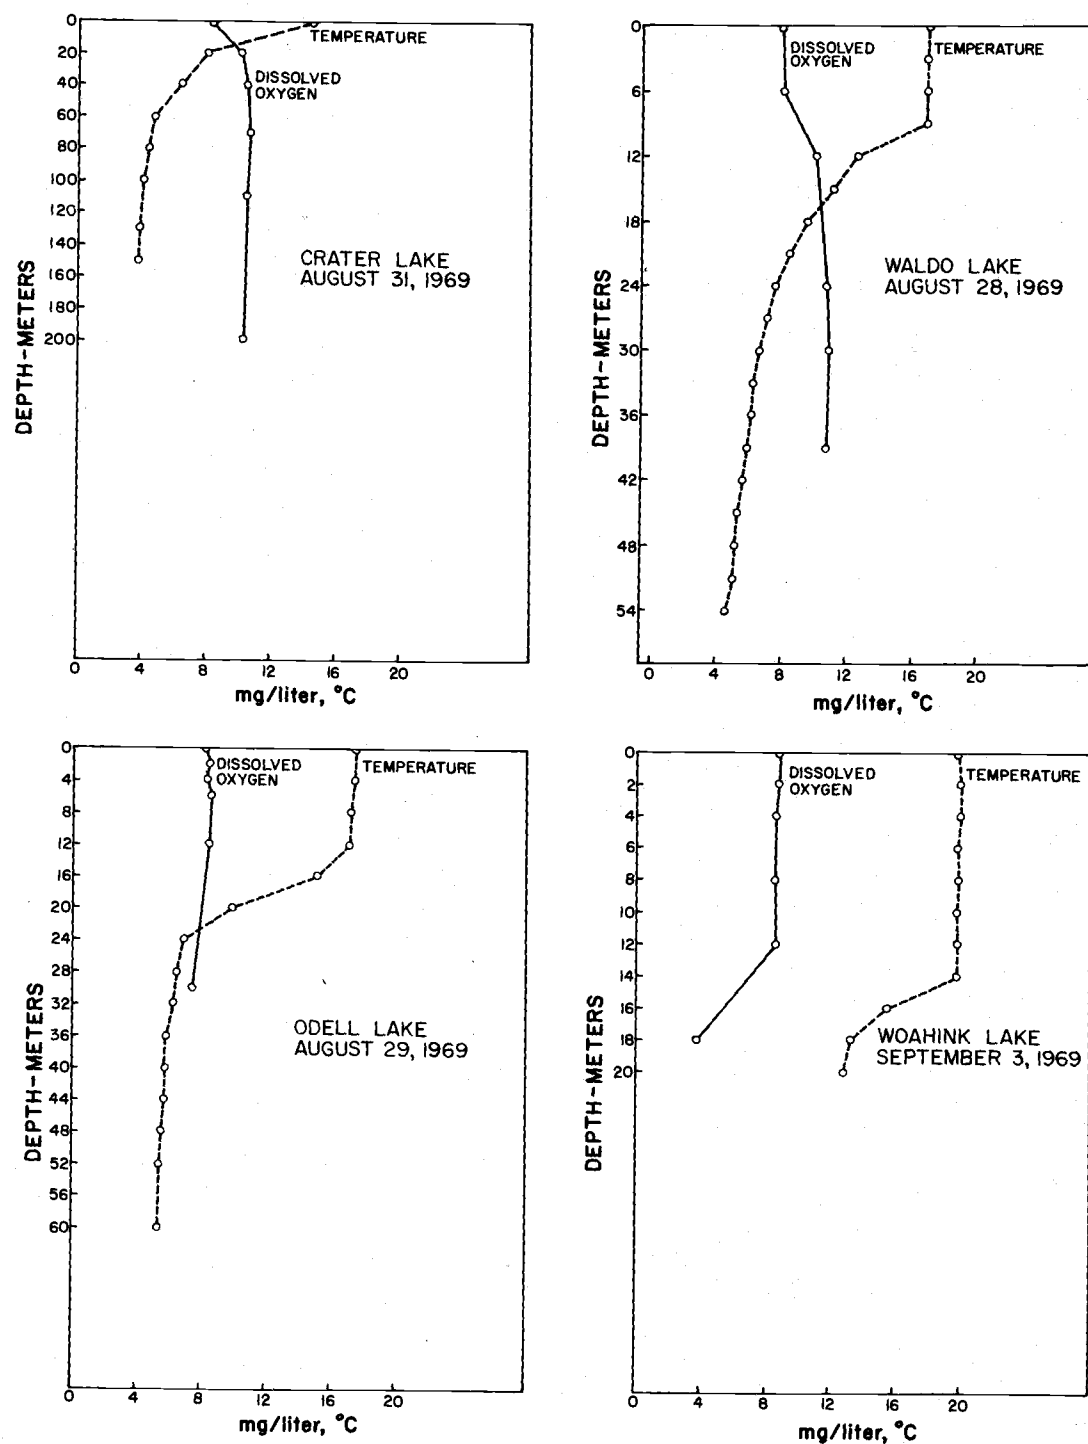 0
20
40
60
80
100
120
140
160
180
200
DEPTH-METERS
TEMPERATURE
DISSOLVED
OXYGEN
CRATER LAKE
AUGUST 31, 1969
0 4 8 12 16 20
mg/liter, °C
0
6
12
18
24
30
36
42
48
54
DEPTH-METERS
DISSOLVED
OXYGEN
TEMPERATURE
WALDO LAKE
AUGUST 28, 1969
0 4 8 12 16 20
mg/liter, °C
0
4
8
12
16
20
24
28
32
36
40
44
48
52
56
60
DEPTH-METERS
DISSOLVED
OXYGEN
TEMPERATURE
ODELL LAKE
AUGUST 29, 1969
0 4 8 12 16 20
mg/liter, °C
0
2
4
6
8
10
12
14
16
18
20
DEPTH-METERS
DISSOLVED
OXYGEN
TEMPERATURE
WOAHINK LAKE
SEPTEMBER 3, 1969
0 4 8 12 16 20
mg/liter, °C